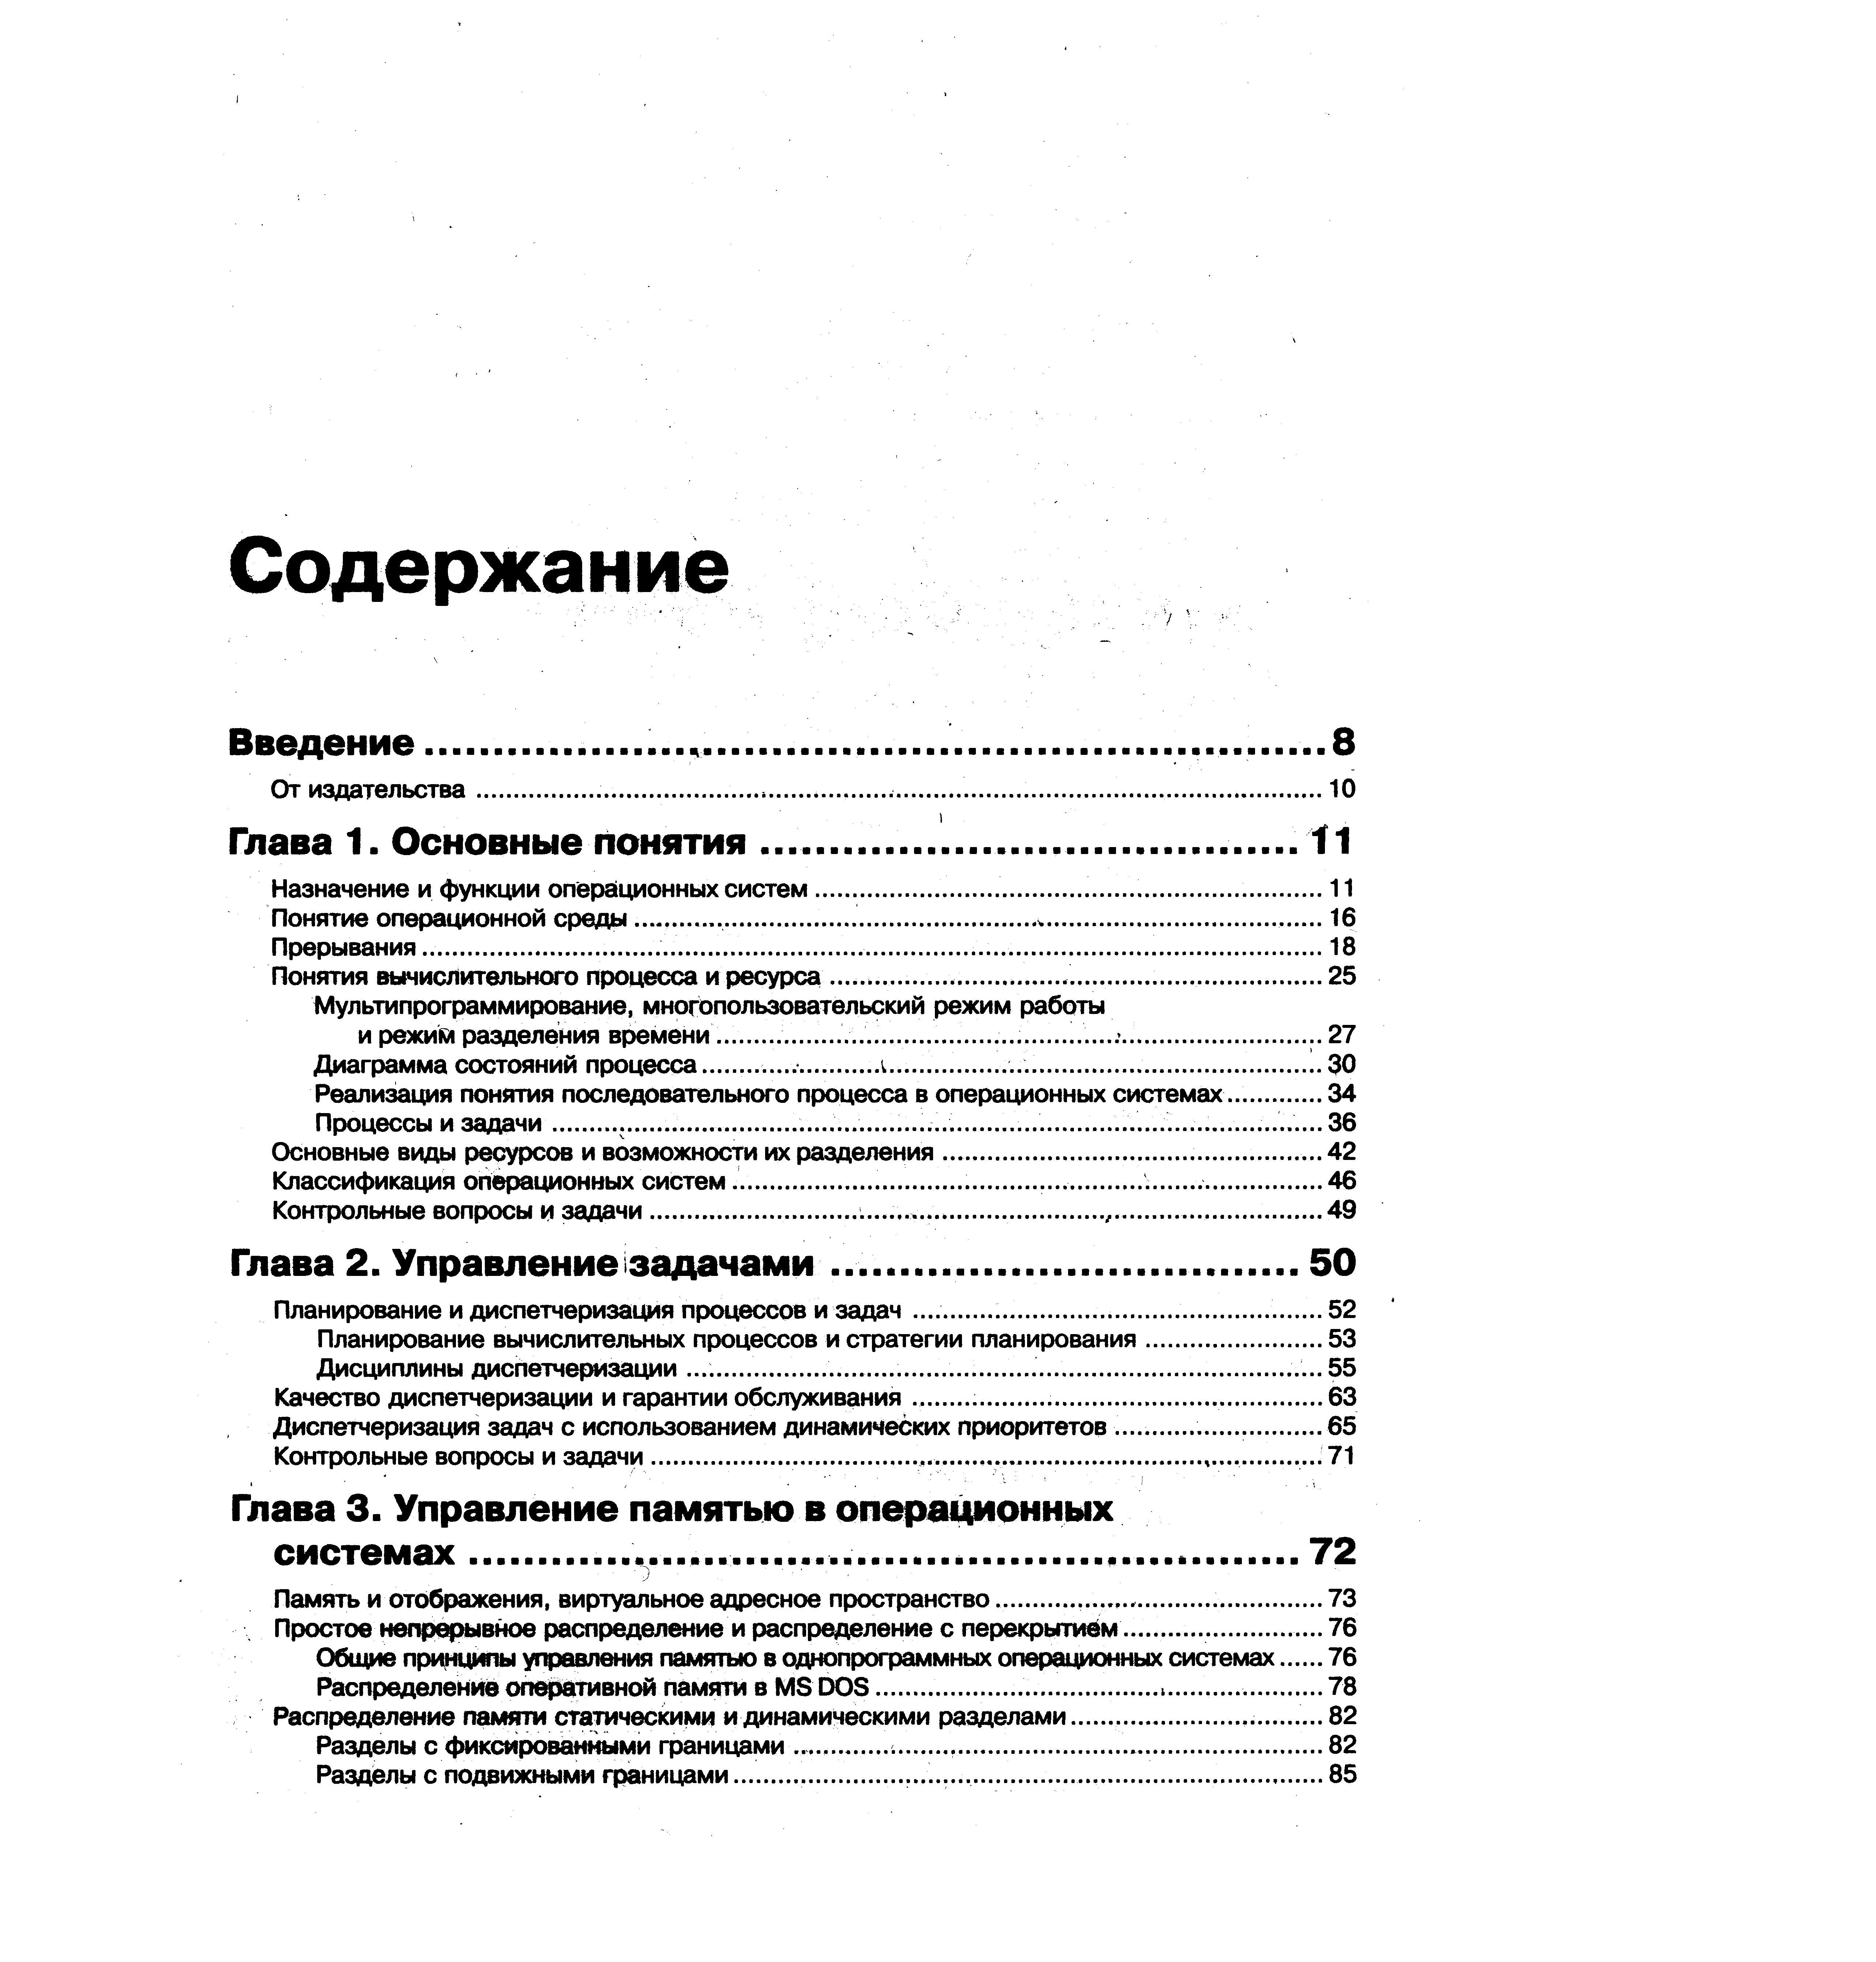 Содержание
Введение ........ 8
От издательства ........ 10
Глава 1. Основные понятия ........ 11
Назначение и функции операционных систем ........ 11
Понятие операционной среды ........ 16
Прерывания ........ 18
Понятия вычислительного процесса и ресурса ........ 25
Мультипрограммирование, многопользовательский режим работы
и режим разделения времени ........ 27
Диаграмма состояний процесса ........ 30
Реализация понятия последовательного процесса в операционных системах ........ 34
Процессы и задачи ........ 36
Основные виды ресурсов и возможности их разделения ........ 42
Классификация операционных систем ........ 46
Контрольные вопросы и задачи ........ 49
Глава 2. Управление задачами ........ 50
Планирование и диспетчеризация процессов и задач ........ 52
Планирование вычислительных процессов и стратегии планирования ........ 53
Дисциплины диспетчеризации ........ 55
Качество диспетчеризации и гарантии обслуживания ........ 63
Диспетчеризация задач с использованием динамических приоритетов ........ 65
Контрольные вопросы и задачи ........ 71
Глава 3. Управление памятью в операционных
системах ........ 72
Память и отображения, виртуальное адресное пространство ........ 73
Простое непрерывное распределение и распределение с перекрытием ........ 76
Общие принципы управления памятью в однопрограммных операционных системах ...... 76
Распределение оперативной памяти в MS DOS ........ 78
Распределение памяти статическими и динамическими разделами ........ 82
Разделы с фиксированными границами ........ 82
Разделы с подвижными границами ........ 85